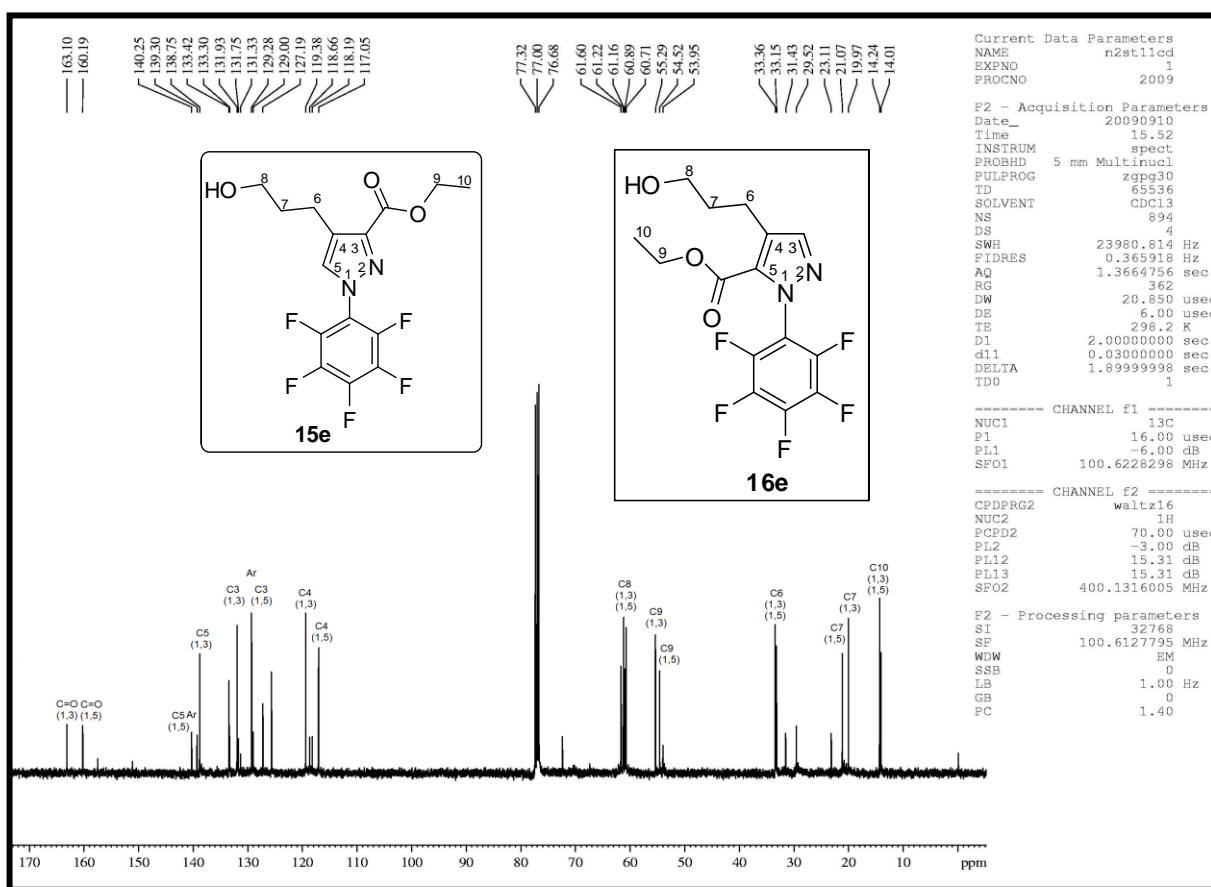 163.10
160.19
140.25
139.30
138.75
133.42
133.30
131.93
131.75
131.33
129.28
129.00
127.19
119.38
118.66
118.19
117.05
77.32
77.00
76.68
61.60
61.22
61.16
60.89
60.71
55.29
54.52
53.95
33.36
33.15
31.43
29.52
23.11
21.07
19.97
14.24
14.01
Current Data Parameters
NAME n2st11cd
EXPNO 1
PROCNO 2009
F2 - Acquisition Parameters
Date_ 20090910
Time 15.52
INSTRUM spect
PROBHD 5 mm Multinucl
PULPROG zgpg30
TD 65536
SOLVENT CDCl3
NS 894
DS 4
SWH 23980.814 Hz
FIDRES 0.365918 Hz
AQ 1.3664756 sec
RG 362
DW 20.850 usec
DE 6.00 usec
TE 298.2 K
D1 2.00000000 sec
d11 0.03000000 sec
DELTA 1.89999998 sec
TD0 1
======== CHANNEL f1 ========
NUC1 13C
P1 16.00 usec
PL1 -6.00 dB
SFO1 100.6228298 MHz
======== CHANNEL f2 ========
CPDPRG2 waltz16
NUC2 1H
PCPD2 70.00 usec
PL2 -3.00 dB
PL12 15.31 dB
PL13 15.31 dB
SFO2 400.1316005 MHz
F2 - Processing parameters
SI 32768
SF 100.6127795 MHz
WDW EM
SSB 0
LB 1.00 Hz
GB 0
PC 1.40
HO 8 7 6 O 9 10
O
4 3
5 1 2 N
N
F F
F F
F
15e
HO 8 7 6
10 9 O
4 3
5 1 2 N
N
O
F F
F F
F
16e
C=O (1,3)
C=O (1,5)
C5 (1,5)
Ar
C5 (1,3)
C3 (1,3)
Ar
C3 (1,5)
C4 (1,3)
C4 (1,5)
C8 (1,3) (1,5)
C9 (1,3)
C9 (1,5)
C6 (1,3) (1,5)
C7 (1,5)
C7 (1,3)
C10 (1,3) (1,5)
170 160 150 140 130 120 110 100 90 80 70 60 50 40 30 20 10 ppm